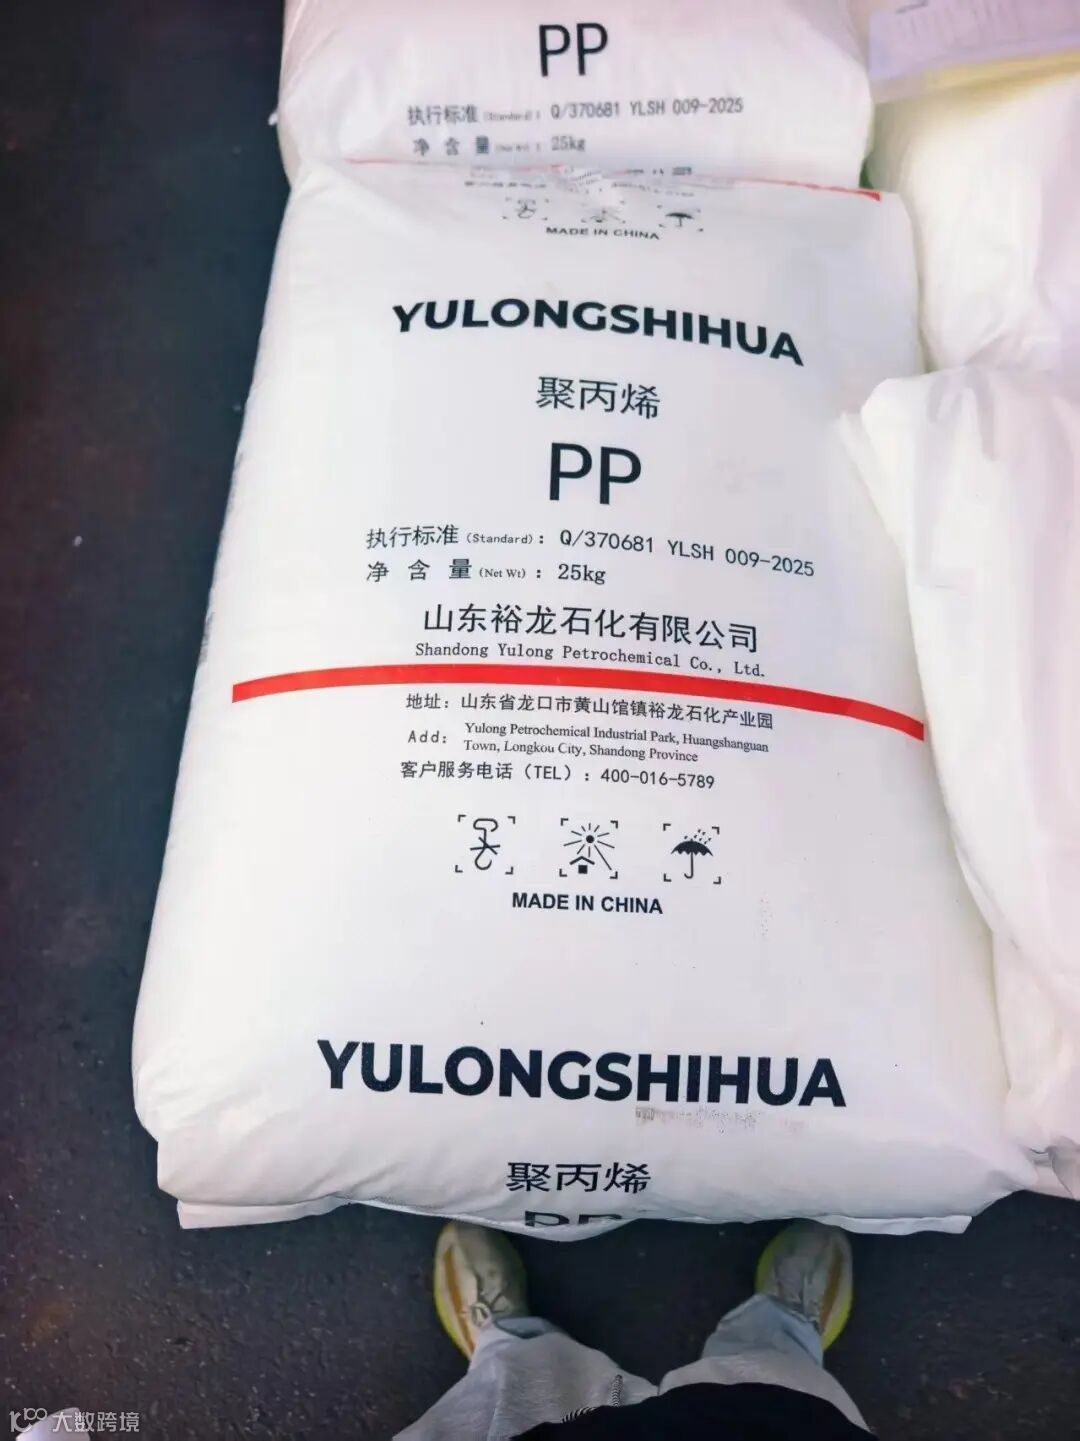 PP
执行标准(Standard): Q/370681 YLSH 009-2025
净 含 量(Net Wt): 25kg
MADE IN CHINA
YULONGSHIHUA
聚丙烯
PP
执行标准(Standard): Q/370681 YLSH 009-2025
净 含 量(Net Wt): 25kg
山东裕龙石化有限公司
Shandong Yulong Petrochemical Co., Ltd.
地址: 山东省龙口市黄山馆镇裕龙石化产业园
Add: Yulong Petrochemical Industrial Park, Huangshanguan
Town, Longkou City, Shandong Province
客户服务电话(TEL): 400-016-5789
MADE IN CHINA
YULONGSHIHUA
聚丙烯
PP
大数跨境